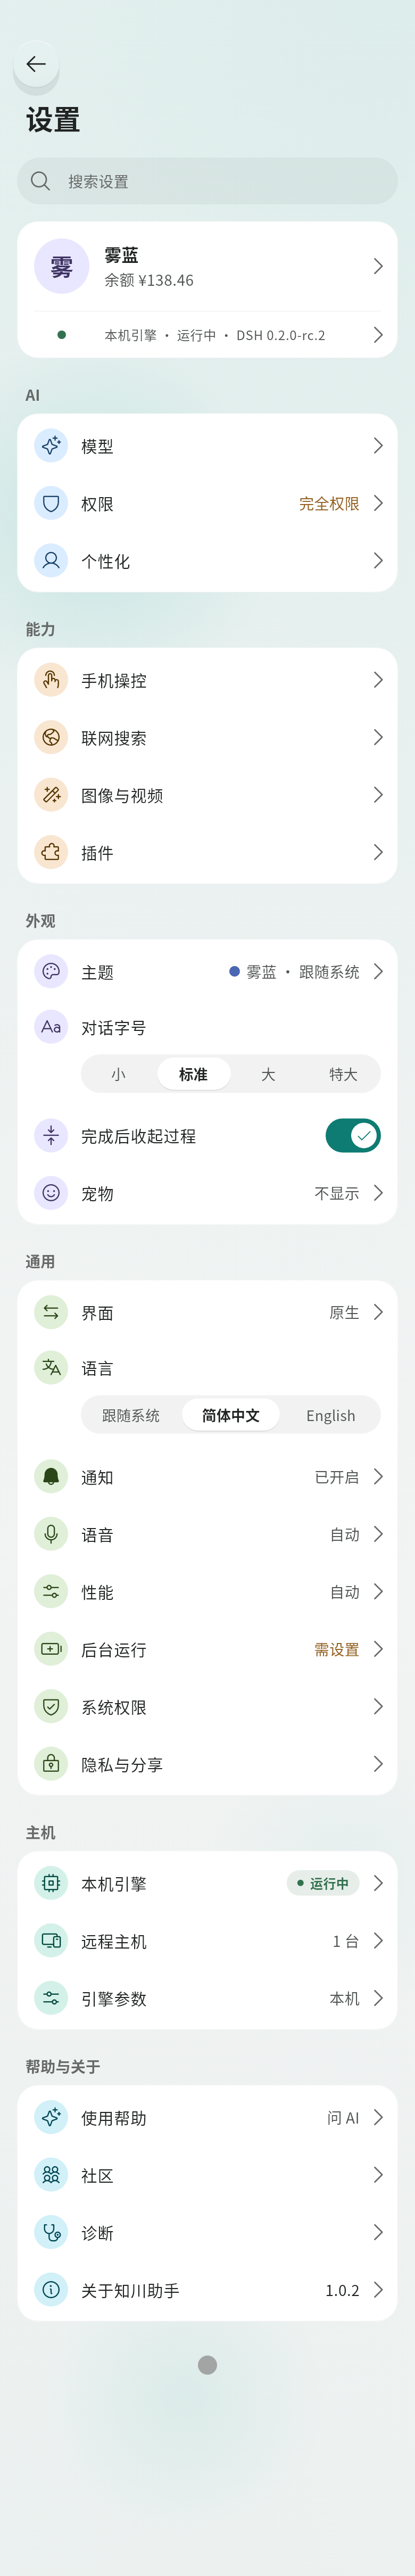 设置
搜索设置
雾
雾蓝
余额 ¥138.46
本机引擎 · 运行中 · DSH 0.2.0-rc.2
AI
模型
权限 完全权限
个性化
能力
手机操控
联网搜索
图像与视频
插件
外观
主题 雾蓝 · 跟随系统
Aa 对话字号
小 标准 大 特大
完成后收起过程
宠物 不显示
通用
界面 原生
语言
跟随系统 简体中文 English
通知 已开启
语音 自动
性能 自动
后台运行 需设置
系统权限
隐私与分享
主机
本机引擎 运行中
远程主机 1 台
引擎参数 本机
帮助与关于
使用帮助 问 AI
社区
诊断
关于知川助手 1.0.2